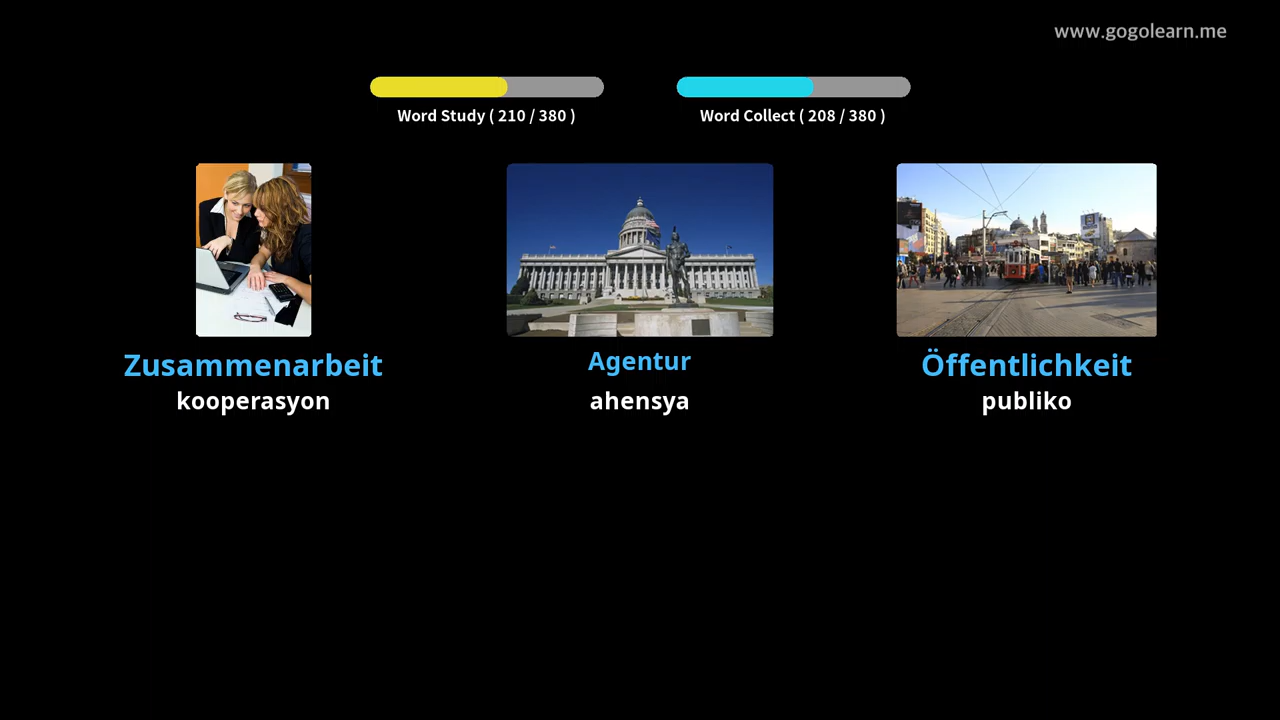 www.gogolearn.me
Word Study ( 210 / 380 )
Word Collect ( 208 / 380 )
Zusammenarbeit
kooperasyon
Agentur
ahensya
Öffentlichkeit
publiko